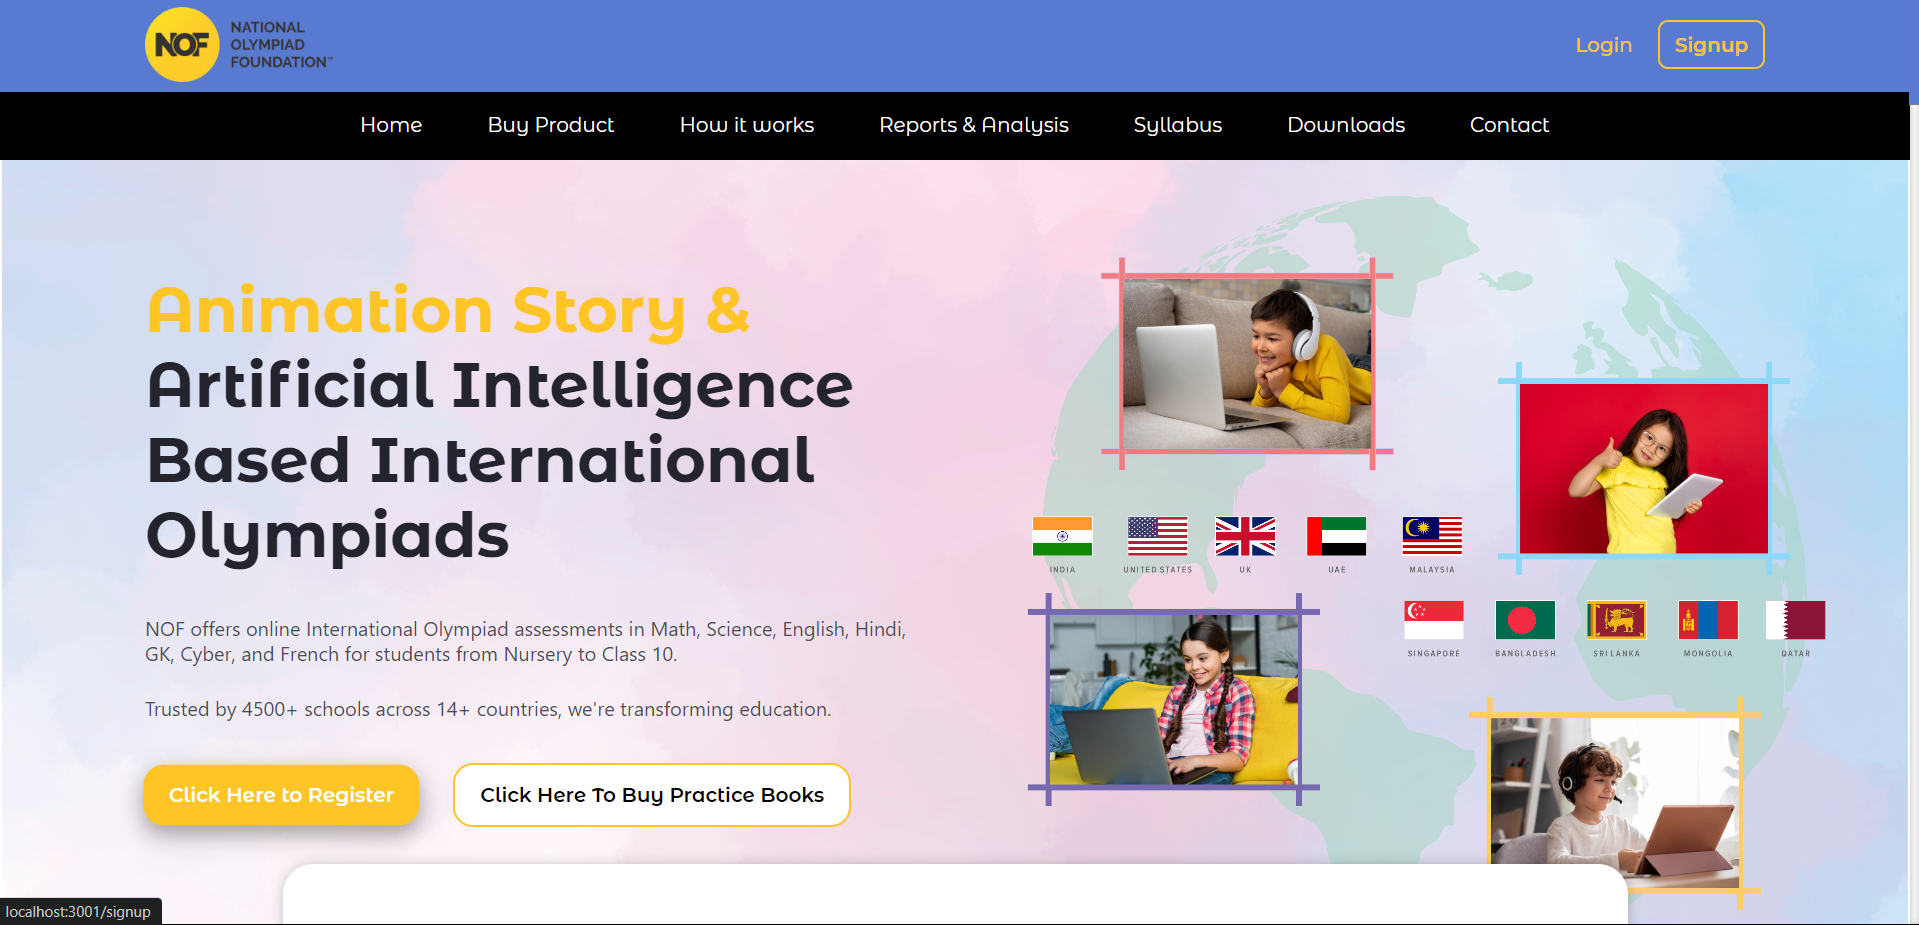 NOF
NATIONAL
OLYMPIAD
FOUNDATION™
Login
Signup
Home
Buy Product
How it works
Reports & Analysis
Syllabus
Downloads
Contact
Animation Story &
Artificial Intelligence
Based International
Olympiads
NOF offers online International Olympiad assessments in Math, Science, English, Hindi,
GK, Cyber, and French for students from Nursery to Class 10.
Trusted by 4500+ schools across 14+ countries, we're transforming education.
Click Here to Register
Click Here To Buy Practice Books
INDIA
UNITED STATES
UK
UAE
MALAYSIA
SINGAPORE
BANGLADESH
SRI LANKA
MONGOLIA
QATAR
localhost:3001/signup